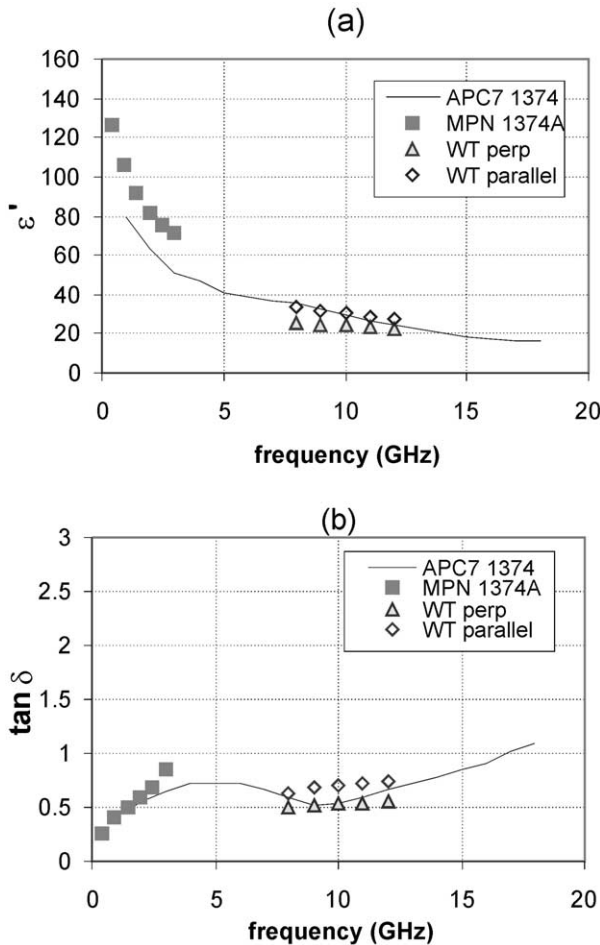 (a)
160
140
120
100
80
60
40
20
0
ε'
APC7 1374
MPN 1374A
WT perp
WT parallel
0 5 10 15 20
frequency (GHz)
(b)
3
2.5
2
1.5
1
0.5
0
tan δ
APC7 1374
MPN 1374A
WT perp
WT parallel
0 5 10 15 20
frequency (GHz)